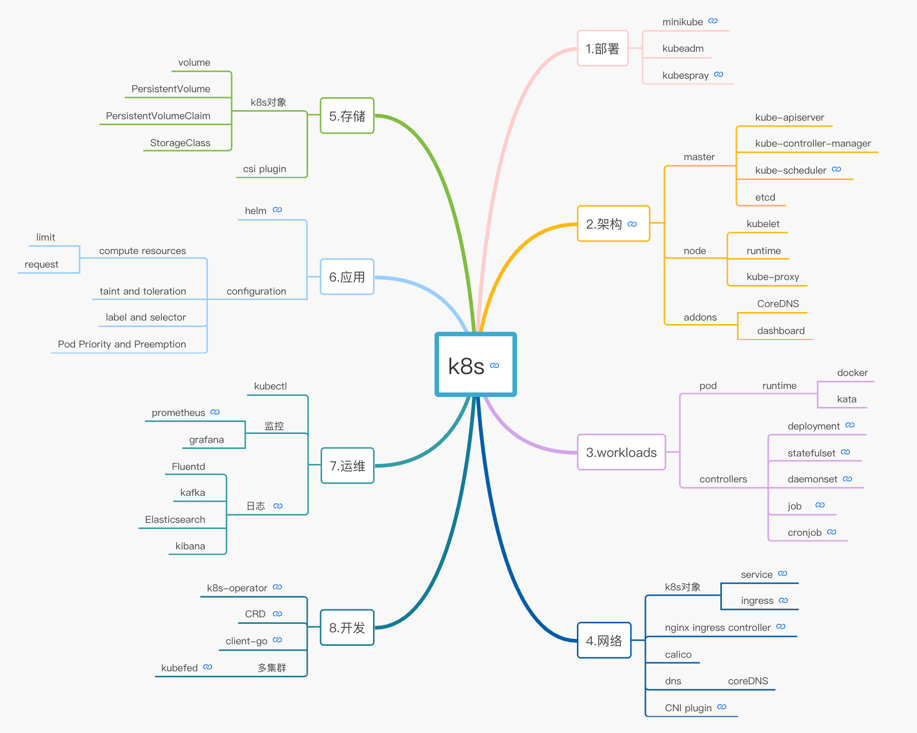 k8s
1.部署
minikube
kubeadm
kubespray
2.架构
master
kube-apiserver
kube-controller-manager
kube-scheduler
etcd
node
kubelet
runtime
kube-proxy
addons
CoreDNS
dashboard
3.workloads
pod
runtime
docker
kata
controllers
deployment
statefulset
daemonset
job
cronjob
4.网络
k8s对象
service
ingress
nginx ingress controller
calico
dns
coreDNS
CNI plugin
5.存储
k8s对象
volume
PersistentVolume
PersistentVolumeClaim
StorageClass
csi plugin
6.应用
helm
configuration
compute resources
limit
request
taint and toleration
label and selector
Pod Priority and Preemption
7.运维
kubectl
监控
prometheus
grafana
日志
Fluentd
kafka
Elasticsearch
kibana
8.开发
k8s-operator
CRD
client-go
多集群
kubefed